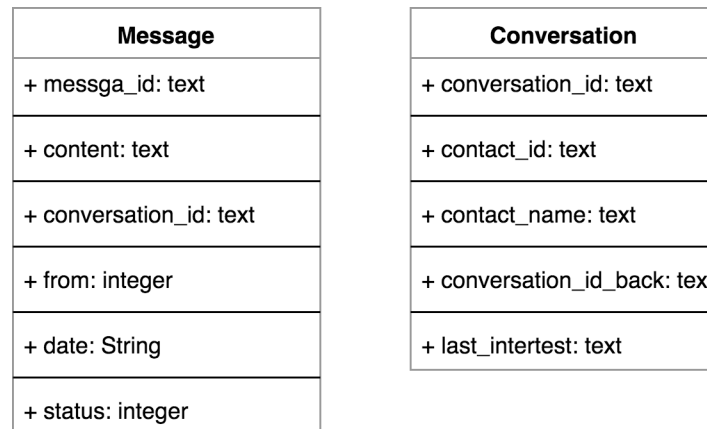 Message
+ messga_id: text
+ content: text
+ conversation_id: text
+ from: integer
+ date: String
+ status: integer
Conversation
+ conversation_id: text
+ contact_id: text
+ contact_name: text
+ conversation_id_back: tex
+ last_intertest: text